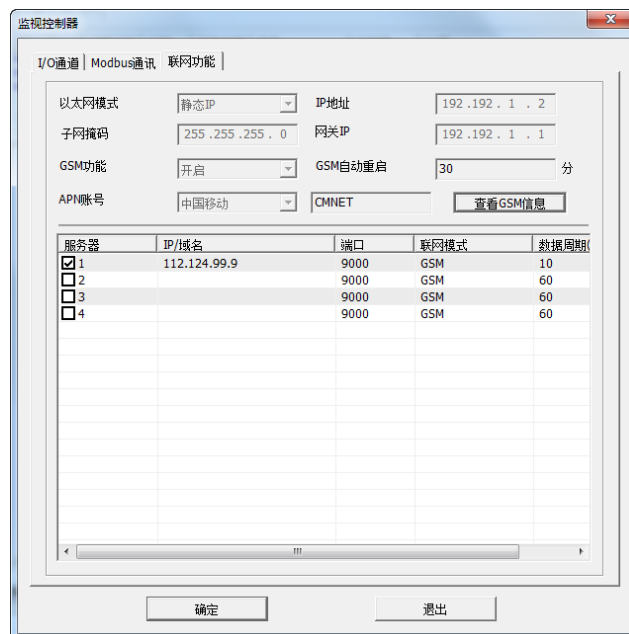 监视控制器
I/O通道 Modbus通讯 联网功能
以太网模式 静态IP IP地址 192 .192 . 1 . 2
子网掩码 255 .255 .255 . 0 网关IP 192 .192 . 1 . 1
GSM功能 开启 GSM自动重启 30 分
APN账号 中国移动 CMNET 查看GSM信息
服务器 IP/域名 端口 联网模式 数据周期(
1 112.124.99.9 9000 GSM 10
2 9000 GSM 60
3 9000 GSM 60
4 9000 GSM 60
确定 退出